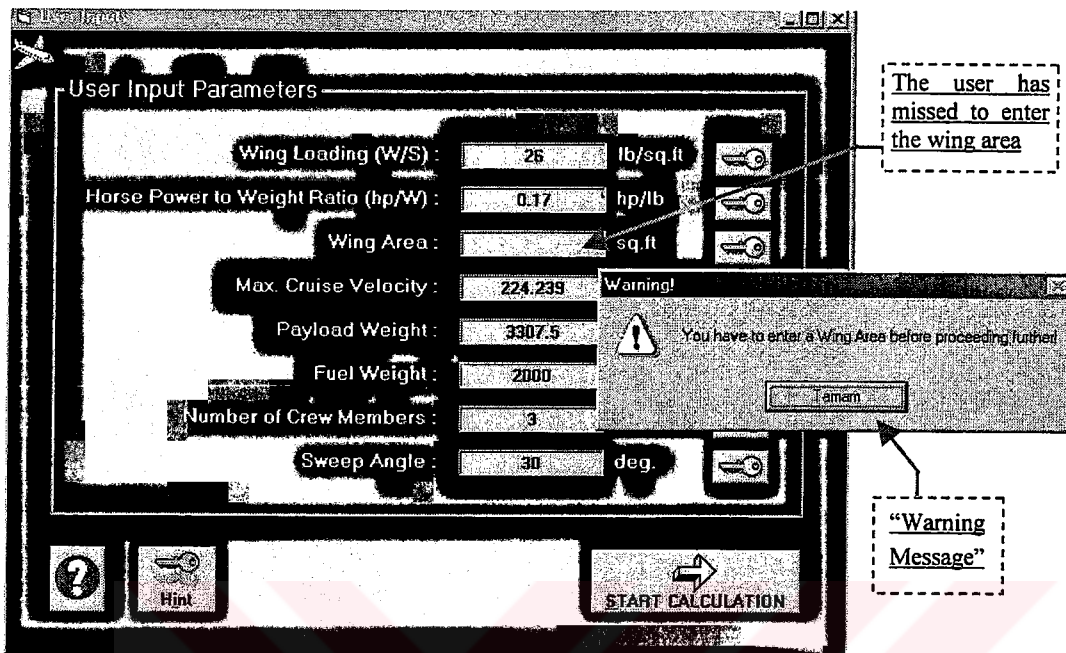 User Input
User Input Parameters
The user has
missed to enter
the wing area
Wing Loading (W/S) : 26 lb/sq.ft
Horse Power to Weight Ratio (hp/W) : 0.17 hp/lb
Wing Area : sq.ft
Max. Cruise Velocity : 224.239
Warning!
Payload Weight : 3307.5
You have to enter a Wing Area before proceeding further!
Fuel Weight : 2000
Tamam
Number of Crew Members : 3
Sweep Angle : 30 deg.
"Warning
Message"
?
Hint
START CALCULATION